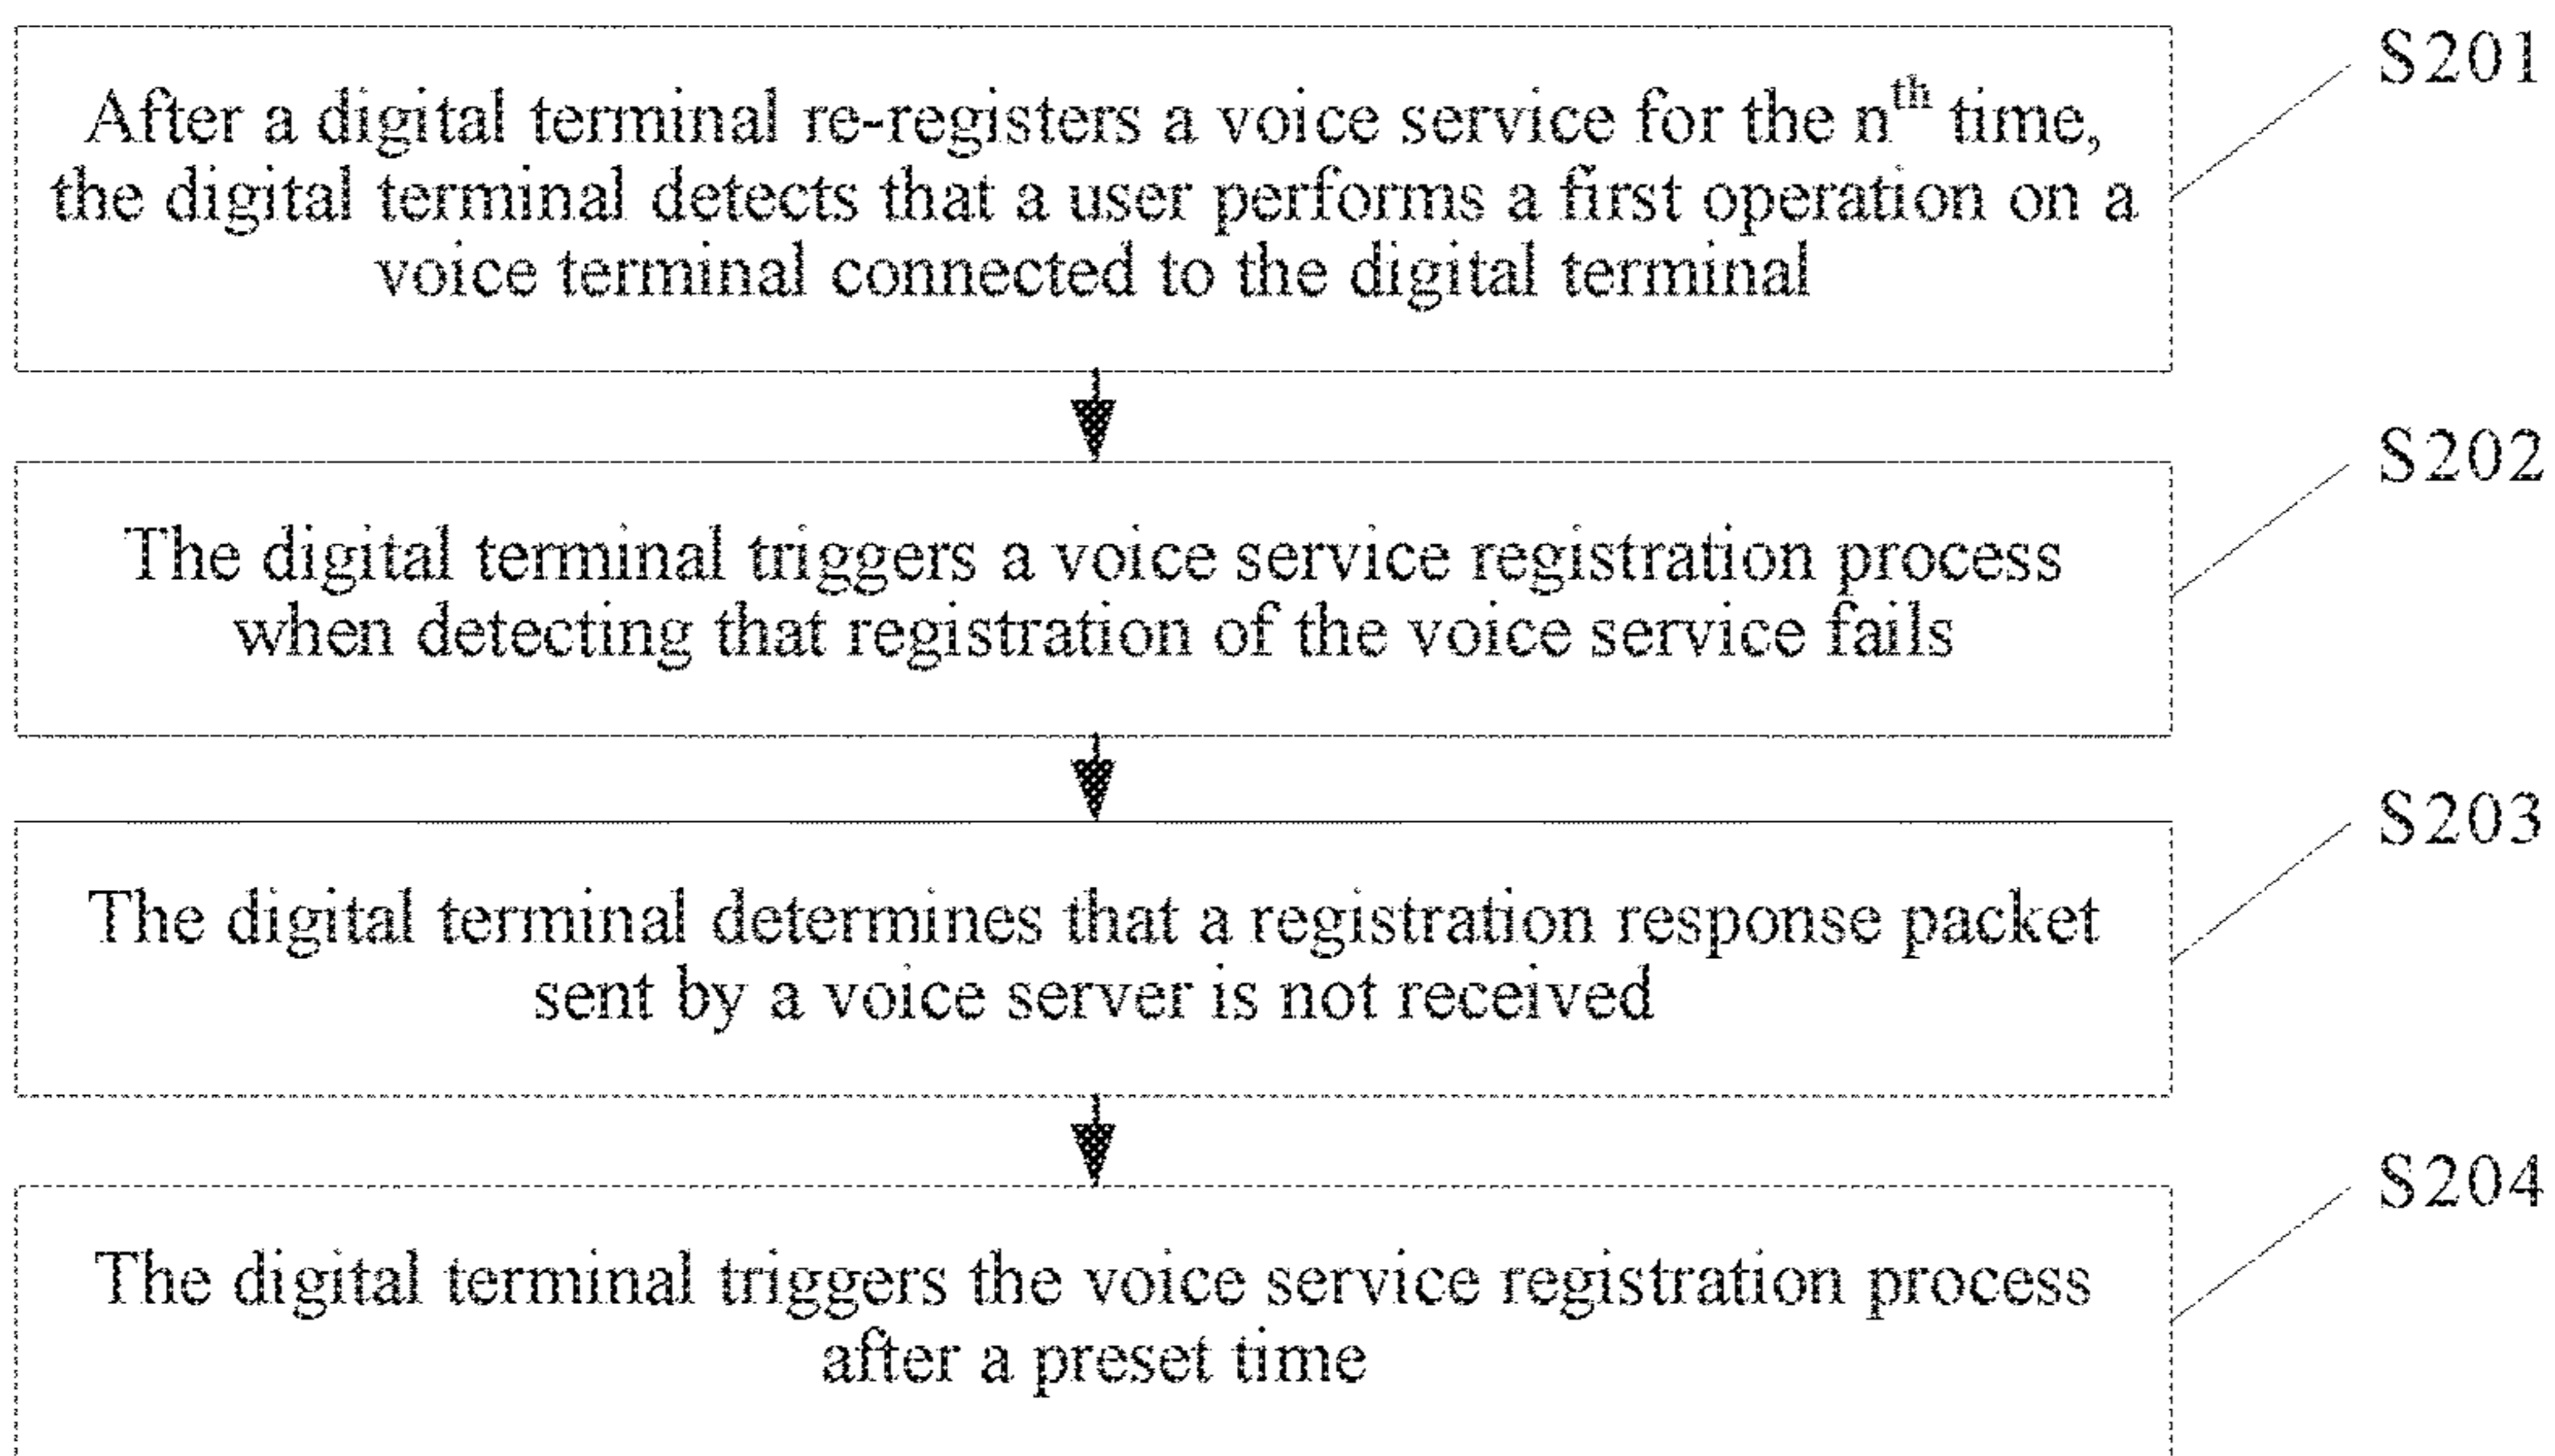 After a digital terminal re-registers a voice service for the nth time,
the digital terminal detects that a user performs a first operation on a
voice terminal connected to the digital terminal
S201
The digital terminal triggers a voice service registration process
when detecting that registration of the voice service fails
S202
The digital terminal determines that a registration response packet
sent by a voice server is not received
S203
The digital terminal triggers the voice service registration process
after a preset time
S204